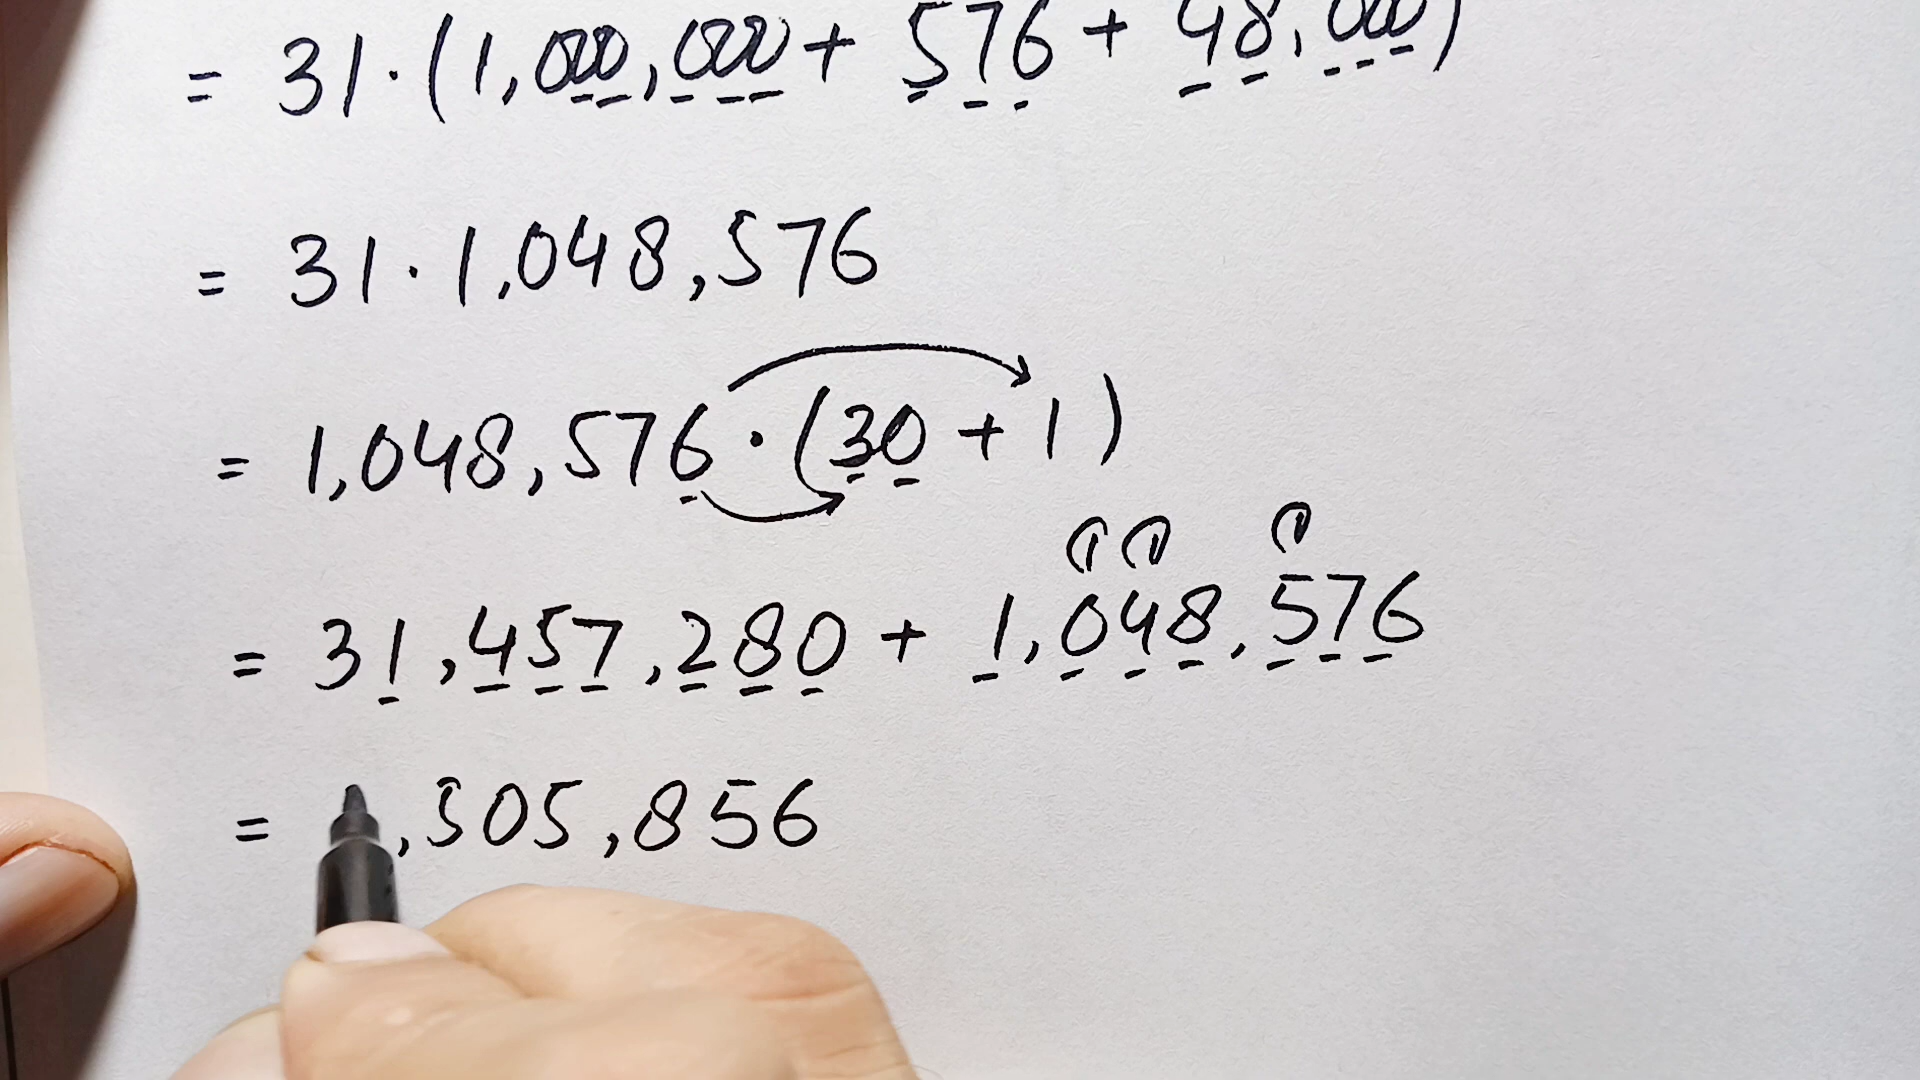 = 31·(1,000,000 + 576 + 48,000)
= 31·1,048,576
= 1,048,576·(30 + 1)
1 1 1
= 31,457,280 + 1,048,576
= ,505,856